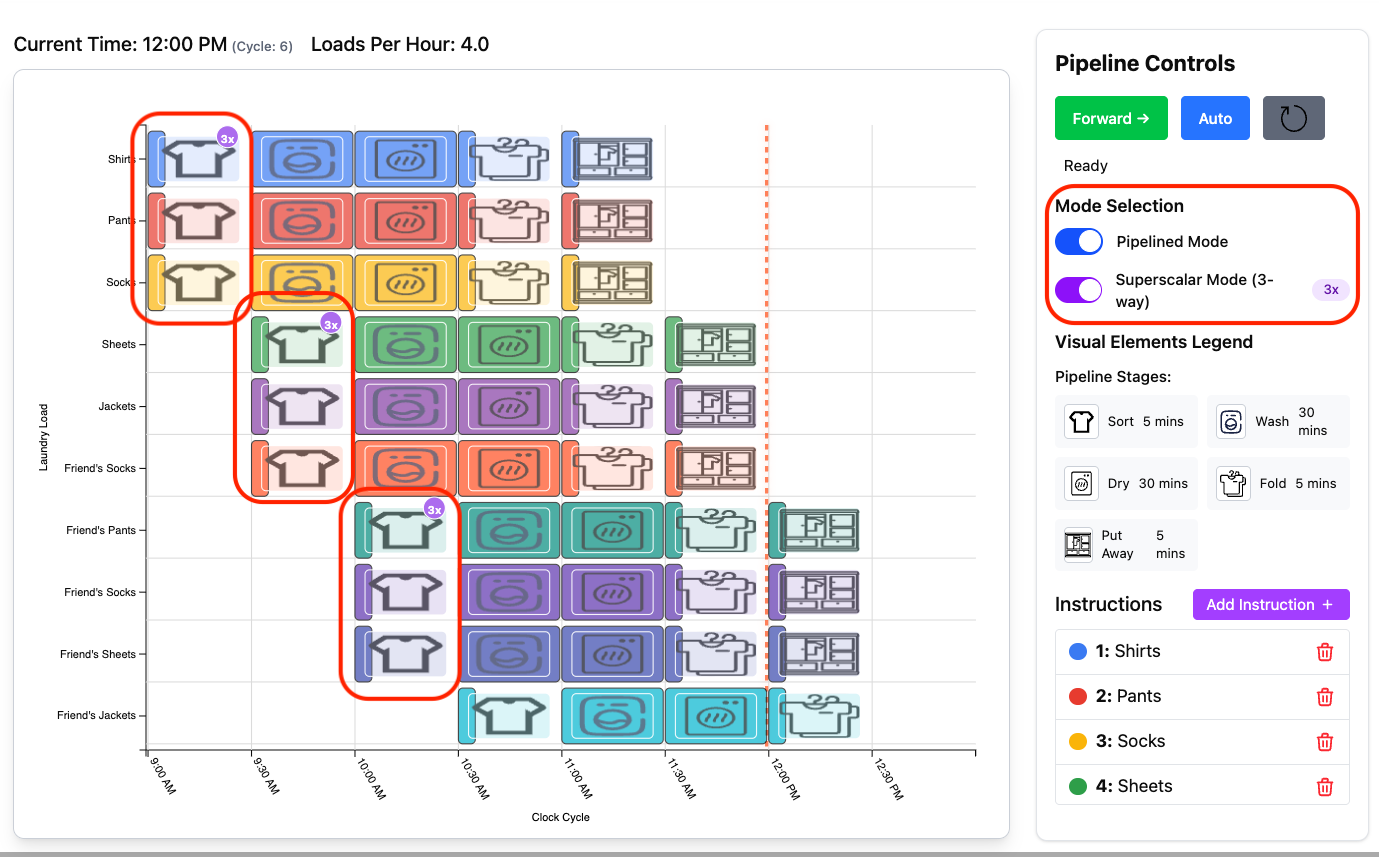 Current Time: 12:00 PM (Cycle: 6) Loads Per Hour: 4.0
Shirts
3x
Pants
Socks
Sheets
3x
Jackets
Friend's Socks
Friend's Pants
3x
Friend's Socks
Friend's Sheets
Friend's Jackets
Laundry Load
9:00 AM
9:30 AM
10:00 AM
10:30 AM
11:00 AM
11:30 AM
12:00 PM
12:30 PM
Clock Cycle
Pipeline Controls
Forward →
Auto
Ready
Mode Selection
Pipelined Mode
Superscalar Mode (3-
way)
3x
Visual Elements Legend
Pipeline Stages:
Sort 5 mins
Wash 30
mins
Dry 30 mins
Fold 5 mins
Put 5
Away mins
Instructions
Add Instruction +
1: Shirts
2: Pants
3: Socks
4: Sheets